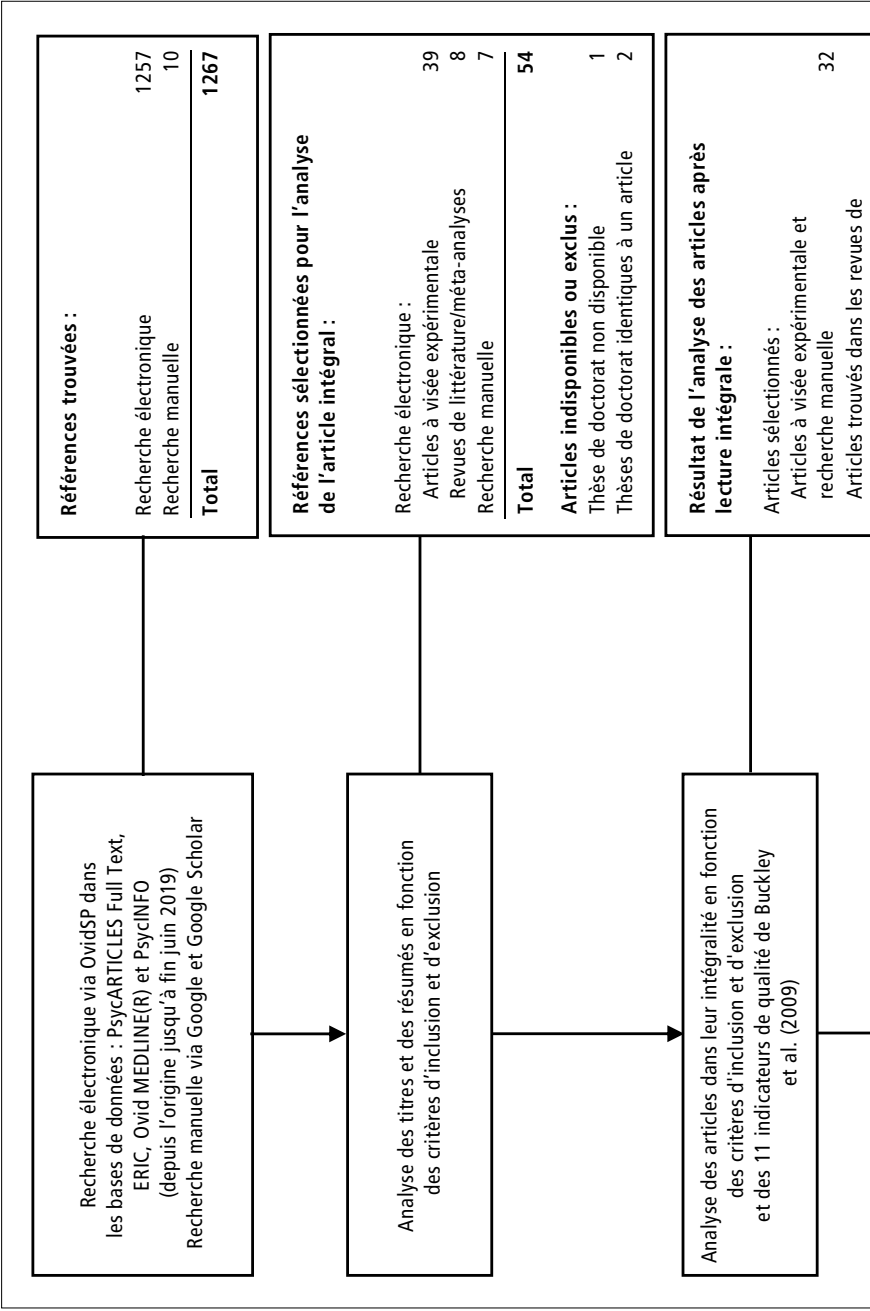 Recherche électronique via OvidSP dans
les bases de données : PsycARTICLES Full Text,
ERIC, Ovid MEDLINE(R) et PsycINFO
(depuis l'origine jusqu'à fin juin 2019)
Recherche manuelle via Google et Google Scholar
Références trouvées :
Recherche électronique 1257
Recherche manuelle 10
Total 1267
Analyse des titres et des résumés en fonction
des critères d'inclusion et d'exclusion
Références sélectionnées pour l'analyse
de l'article intégral :
Recherche électronique :
Articles à visée expérimentale 39
Revues de littérature/méta-analyses 8
Recherche manuelle 7
Total 54
Articles indisponibles ou exclus :
Thèse de doctorat non disponible 1
Thèses de doctorat identiques à un article 2
Analyse des articles dans leur intégralité en fonction
des critères d'inclusion et d'exclusion
et des 11 indicateurs de qualité de Buckley
et al. (2009)
Résultat de l'analyse des articles après
lecture intégrale :
Articles sélectionnés :
Articles à visée expérimentale et
recherche manuelle 32
Articles trouvés dans les revues de